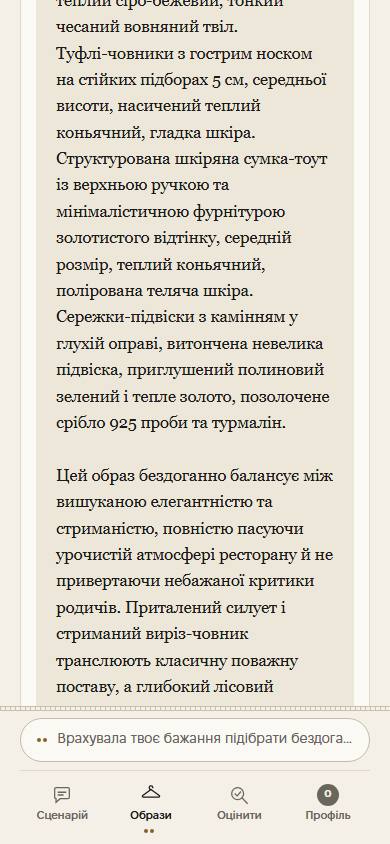 теплий сіро-бежевий, тонкий
чесаний вовняний твіл.
Туфлі-човники з гострим носком
на стійких підборах 5 см, середньої
висоти, насичений теплий
коньячний, гладка шкіра.
Структурована шкіряна сумка-тоут
із верхньою ручкою та
мінімалістичною фурнітурою
золотистого відтінку, середній
розмір, теплий коньячний,
полірована теляча шкіра.
Сережки-підвіски з камінням у
глухій оправі, витончена невелика
підвіска, приглушений полиновий
зелений і тепле золото, позолочене
срібло 925 проби та турмалін.
Цей образ бездоганно балансує між
вишуканою елегантністю та
стриманістю, повністю пасуючи
урочистій атмосфері ресторану й не
привертаючи небажаної критики
родичів. Приталений силует і
стриманий виріз-човник
транслюють класичну поважну
поставу, а глибокий лісовий
Врахувала твоє бажання підібрати бездога...
Сценарій
Образи
Оцінити
О
Профіль